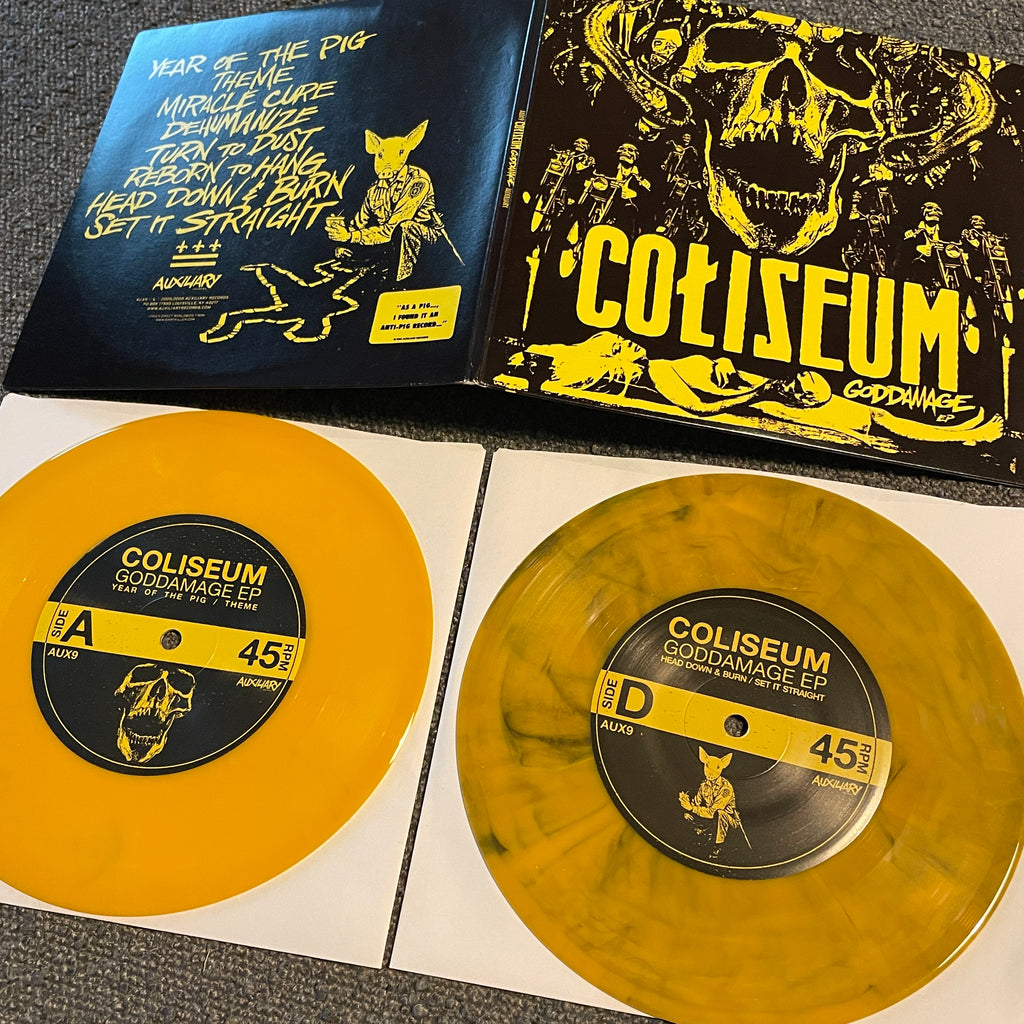 YEAR OF THE PIG
THEME
MIRACLE CURE
DEHUMANIZE
TURN TO DUST
REBORN TO HANG
HEAD DOWN & BURN
SET IT STRAIGHT
AUXILIARY
"AS A PIG...
I FOUND IT AN
ANTI-PIG RECORD..."
COLISEUM GODDAMAGE
COŁISEUM
GODDAMAGE
EP
COLISEUM
GODDAMAGE EP
YEAR OF THE PIG / THEME
SIDE A
45 RPM
AUX9
AUXILIARY
COLISEUM
GODDAMAGE EP
HEAD DOWN & BURN / SET IT STRAIGHT
SIDE D
45 RPM
AUX9
AUXILIARY